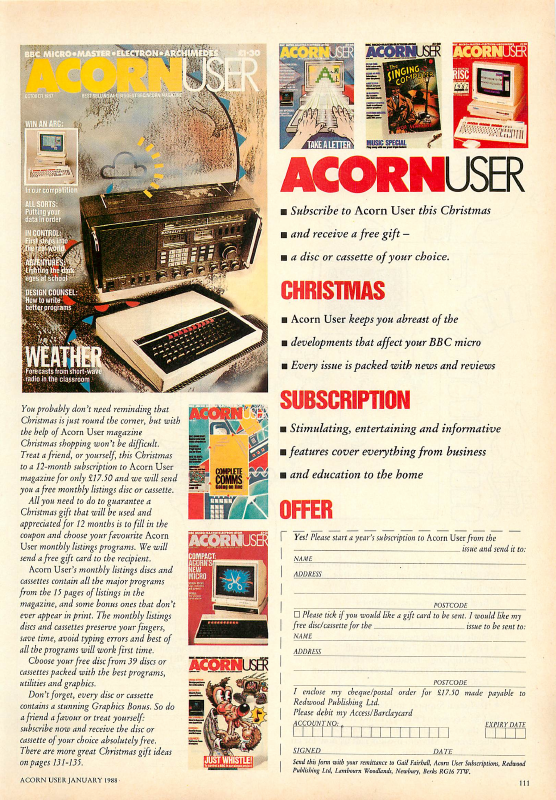 BBC MICRO•MASTER•ELECTRON•ARCHIMEDES £1·30
ACORNUSER
WIN AN ARC:
In our competition
ALL SORTS:
Putting your
data in order
IN CONTROL:
First steps into
the real world
ADVENTURES:
Lighting the dark
ages at school
DESIGN COUNSEL:
How to write
better programs
WEATHER
Forecasts from short-wave
radio in the classroom
ACORNUSER
TAKE A LETTER
ACORNUSER
The
SINGING
COMPUTER
MUSIC SPECIAL
ACORNUSER
RISC
ACORNUSER
■ Subscribe to Acorn User this Christmas
■ and receive a free gift –
■ a disc or cassette of your choice.
CHRISTMAS
■ Acorn User keeps you abreast of the
■ developments that affect your BBC micro
■ Every issue is packed with news and reviews
SUBSCRIPTION
■ Stimulating, entertaining and informative
■ features cover everything from business
■ and education to the home
OFFER
You probably don't need reminding that
Christmas is just round the corner, but with
the help of Acorn User magazine
Christmas shopping won't be difficult.
Treat a friend, or yourself, this Christmas
to a 12-month subscription to Acorn User
magazine for only £17.50 and we will send
you a free monthly listings disc or cassette.
All you need to do to guarantee a
Christmas gift that will be used and
appreciated for 12 months is to fill in the
coupon and choose your favourite Acorn
User monthly listings programs. We will
send a free gift card to the recipient.
Acorn User's monthly listings discs and
cassettes contain all the major programs
from the 15 pages of listings in the
magazine, and some bonus ones that don't
ever appear in print. The monthly listings
discs and cassettes preserve your fingers,
save time, avoid typing errors and best of
all the programs will work first time.
Choose your free disc from 39 discs or
cassettes packed with the best programs,
utilities and graphics.
Don't forget, every disc or cassette
contains a stunning Graphics Bonus. So do
a friend a favour or treat yourself:
subscribe now and receive the disc or
cassette of your choice absolutely free.
There are more great Christmas gift ideas
on pages 131-135.
ACORN
COMPLETE
COMMS
Going on-line
ACORNUSER
COMPACT:
ACORN'S
NEW
MICRO
ACORNUSER
JUST WHISTLE!
Yes! Please start a year's subscription to Acorn User from the
issue and send it to:
NAME
ADDRESS
POSTCODE
☐ Please tick if you would like a gift card to be sent. I would like my
free disc/cassette for the issue to be sent to:
NAME
ADDRESS
POSTCODE
I enclose my cheque/postal order for £17.50 made payable to
Redwood Publishing Ltd.
Please debit my Access/Barclaycard
ACCOUNT NO: EXPIRY DATE
SIGNED DATE
Send this form with your remittance to Gail Fairhall, Acorn User Subscriptions, Redwood
Publishing Ltd, Lambourn Woodlands, Newbury, Berks RG16 7TW.
ACORN USER JANUARY 1988
111